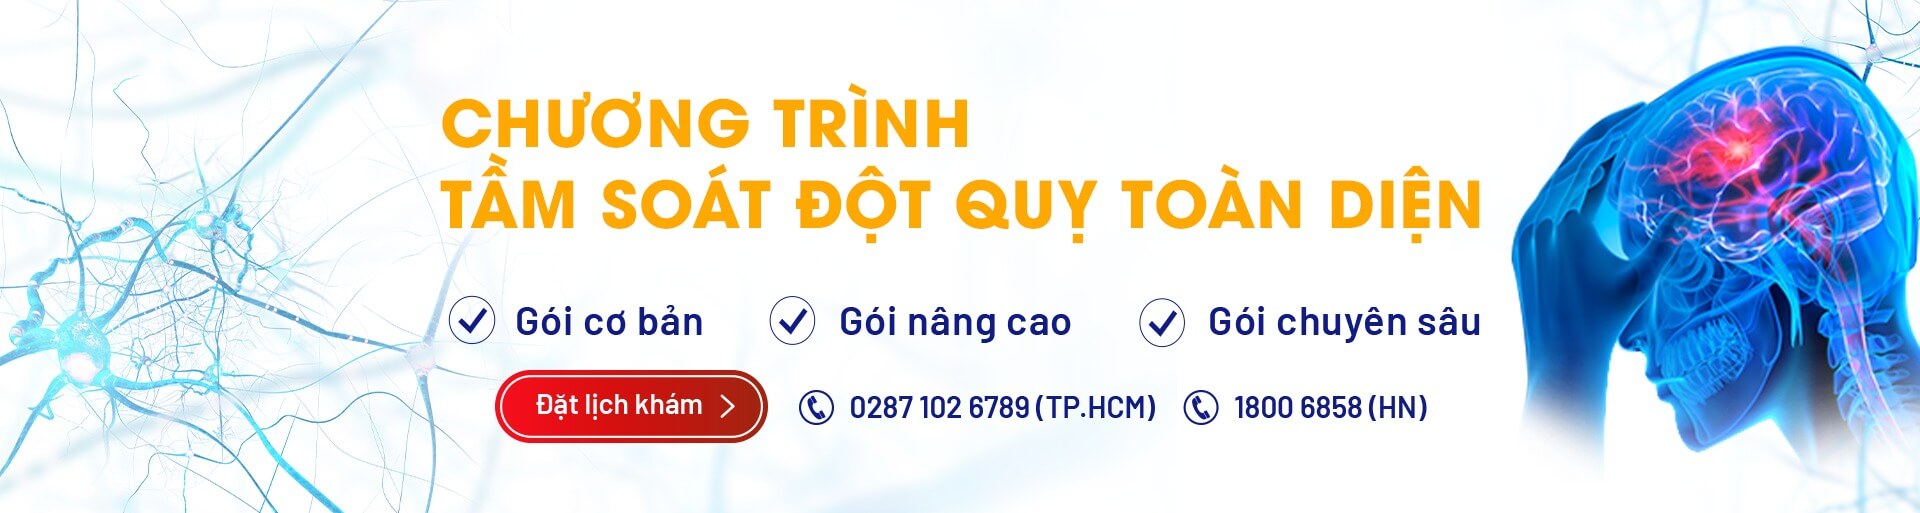 CHƯƠNG TRÌNH
TẦM SOÁT ĐỘT QUỴ TOÀN DIỆN
Gói cơ bản Gói nâng cao Gói chuyên sâu
Đặt lịch khám 0287 102 6789 (TP.HCM) 1800 6858 (HN)